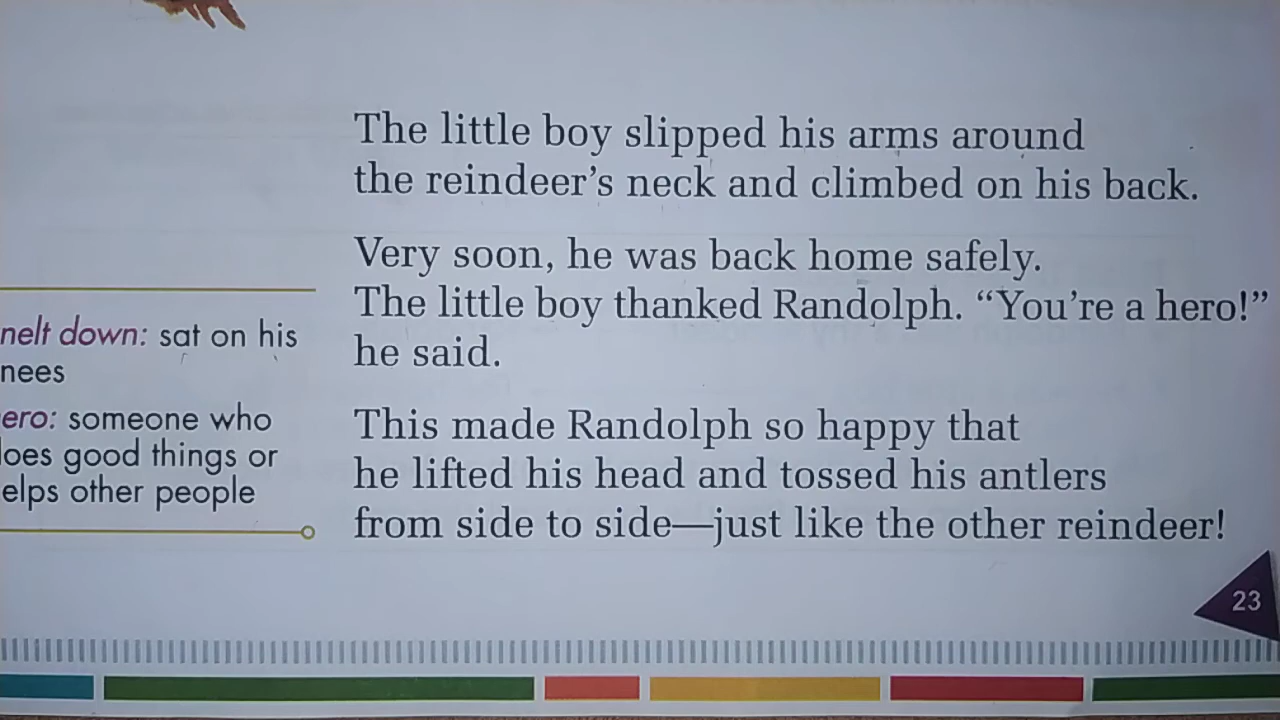 The little boy slipped his arms around
the reindeer's neck and climbed on his back.
Very soon, he was back home safely.
The little boy thanked Randolph. “You're a hero!”
he said.
This made Randolph so happy that
he lifted his head and tossed his antlers
from side to side—just like the other reindeer!
nelt down: sat on his
nees
ero: someone who
oes good things or
elps other people
23